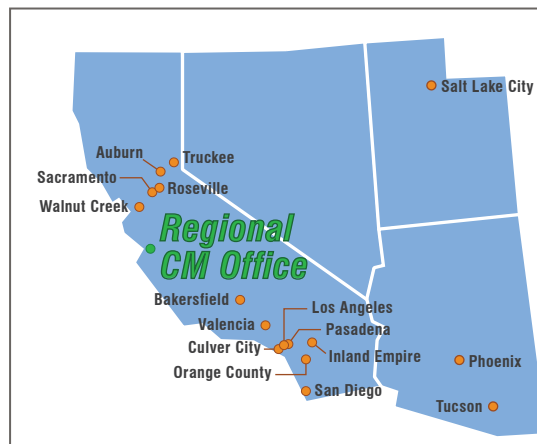 Salt Lake City
Auburn
Truckee
Sacramento
Roseville
Walnut Creek
Regional
CM Office
Bakersfield
Los Angeles
Valencia
Pasadena
Culver City
Inland Empire
Orange County
Phoenix
San Diego
Tucson